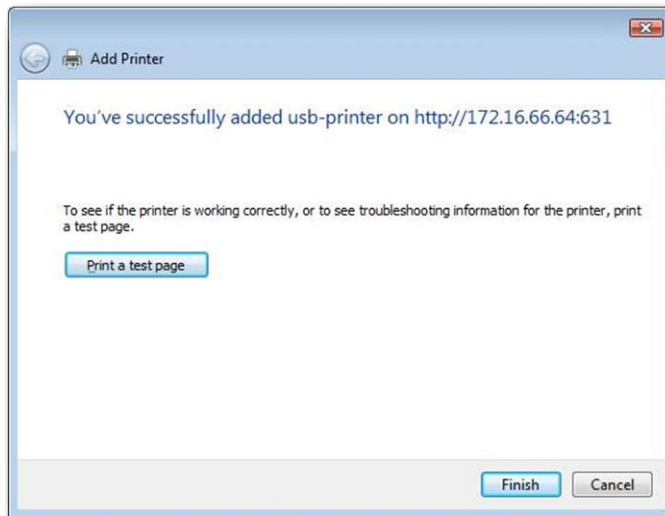 Add Printer
You've successfully added usb-printer on http://172.16.66.64:631
To see if the printer is working correctly, or to see troubleshooting information for the printer, print
a test page.
Print a test page
Finish Cancel